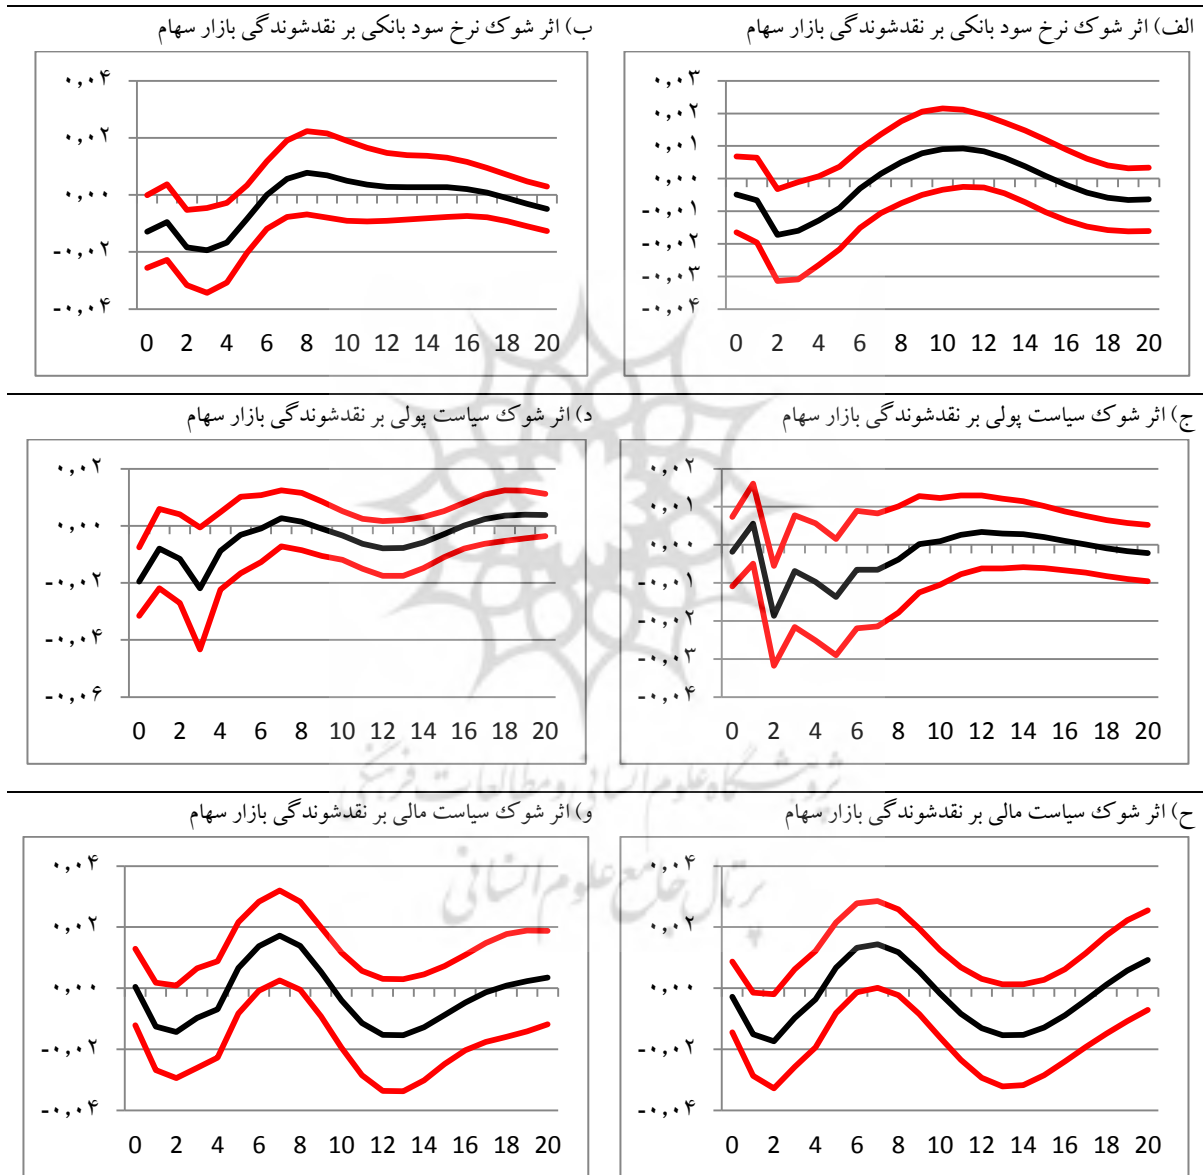 الف) اثر شوک نرخ سود بانکی بر نقدشوندگی بازار سهام
۰,۰۳
۰,۰۲
۰,۰۱
۰,۰۰
-۰,۰۱
-۰,۰۲
-۰,۰۳
-۰,۰۴
0 2 4 6 8 10 12 14 16 18 20
ب) اثر شوک نرخ سود بانکی بر نقدشوندگی بازار سهام
۰,۰۴
۰,۰۲
۰,۰۰
-۰,۰۲
-۰,۰۴
0 2 4 6 8 10 12 14 16 18 20
ج) اثر شوک سیاست پولی بر نقدشوندگی بازار سهام
۰,۰۲
۰,۰۱
۰,۰۰
-۰,۰۱
-۰,۰۲
-۰,۰۳
-۰,۰۴
0 2 4 6 8 10 12 14 16 18 20
د) اثر شوک سیاست پولی بر نقدشوندگی بازار سهام
۰,۰۲
۰,۰۰
-۰,۰۲
-۰,۰۴
-۰,۰۶
0 2 4 6 8 10 12 14 16 18 20
ح) اثر شوک سیاست مالی بر نقدشوندگی بازار سهام
۰,۰۴
۰,۰۲
۰,۰۰
-۰,۰۲
-۰,۰۴
0 2 4 6 8 10 12 14 16 18 20
و) اثر شوک سیاست مالی بر نقدشوندگی بازار سهام
۰,۰۴
۰,۰۲
۰,۰۰
-۰,۰۲
-۰,۰۴
0 2 4 6 8 10 12 14 16 18 20
پژوهشگاه علوم انسانی و مطالعات فرهنگی
پرتال جامع علوم انسانی